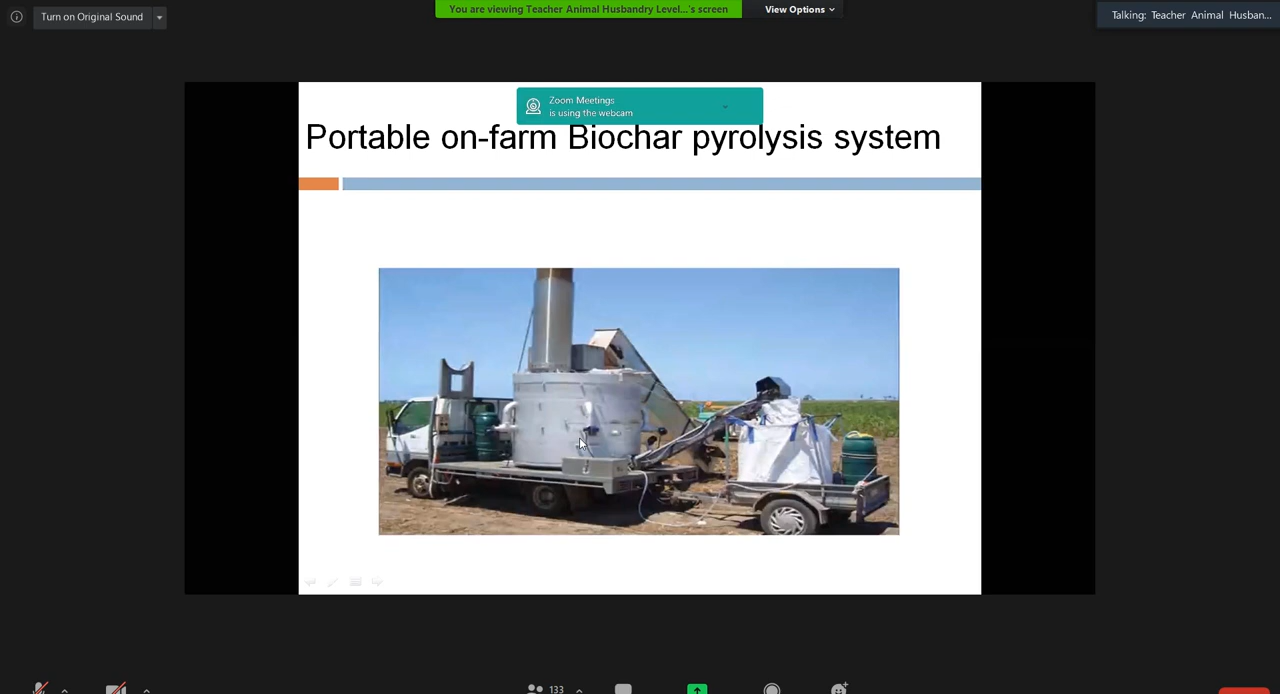 Turn on Original Sound
You are viewing Teacher Animal Husbandry Level...'s screen
View Options
Talking: Teacher Animal Husban...
Zoom Meetings
is using the webcam
Portable on-farm Biochar pyrolysis system
133